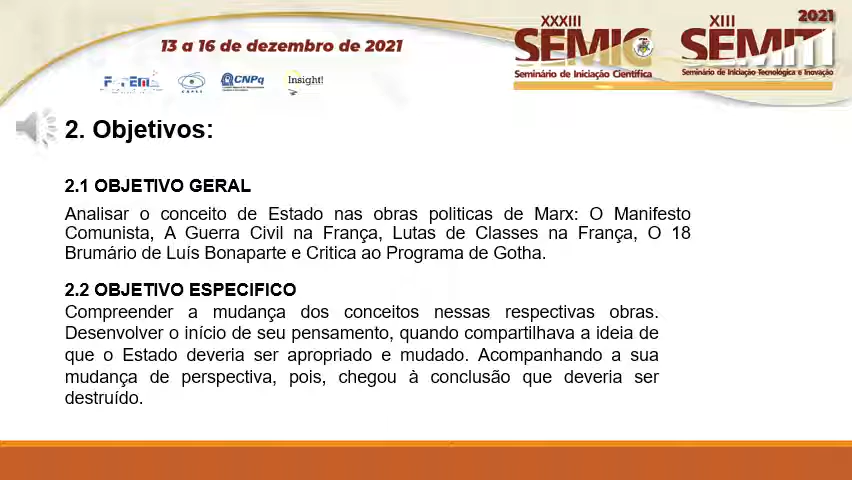 2021
XXXIII
XIII
13 a 16 de dezembro de 2021
SEMIC
SEMITI
Seminário de Iniciação Científica
Seminário de Iniciação Tecnológica e Inovação
CNPq
Insight!
2. Objetivos:
2.1 OBJETIVO GERAL
Analisar o conceito de Estado nas obras politicas de Marx: O Manifesto
Comunista, A Guerra Civil na França, Lutas de Classes na França, O 18
Brumário de Luís Bonaparte e Critica ao Programa de Gotha.
2.2 OBJETIVO ESPECIFICO
Compreender a mudança dos conceitos nessas respectivas obras.
Desenvolver o início de seu pensamento, quando compartilhava a ideia de
que o Estado deveria ser apropriado e mudado. Acompanhando a sua
mudança de perspectiva, pois, chegou à conclusão que deveria ser
destruído.